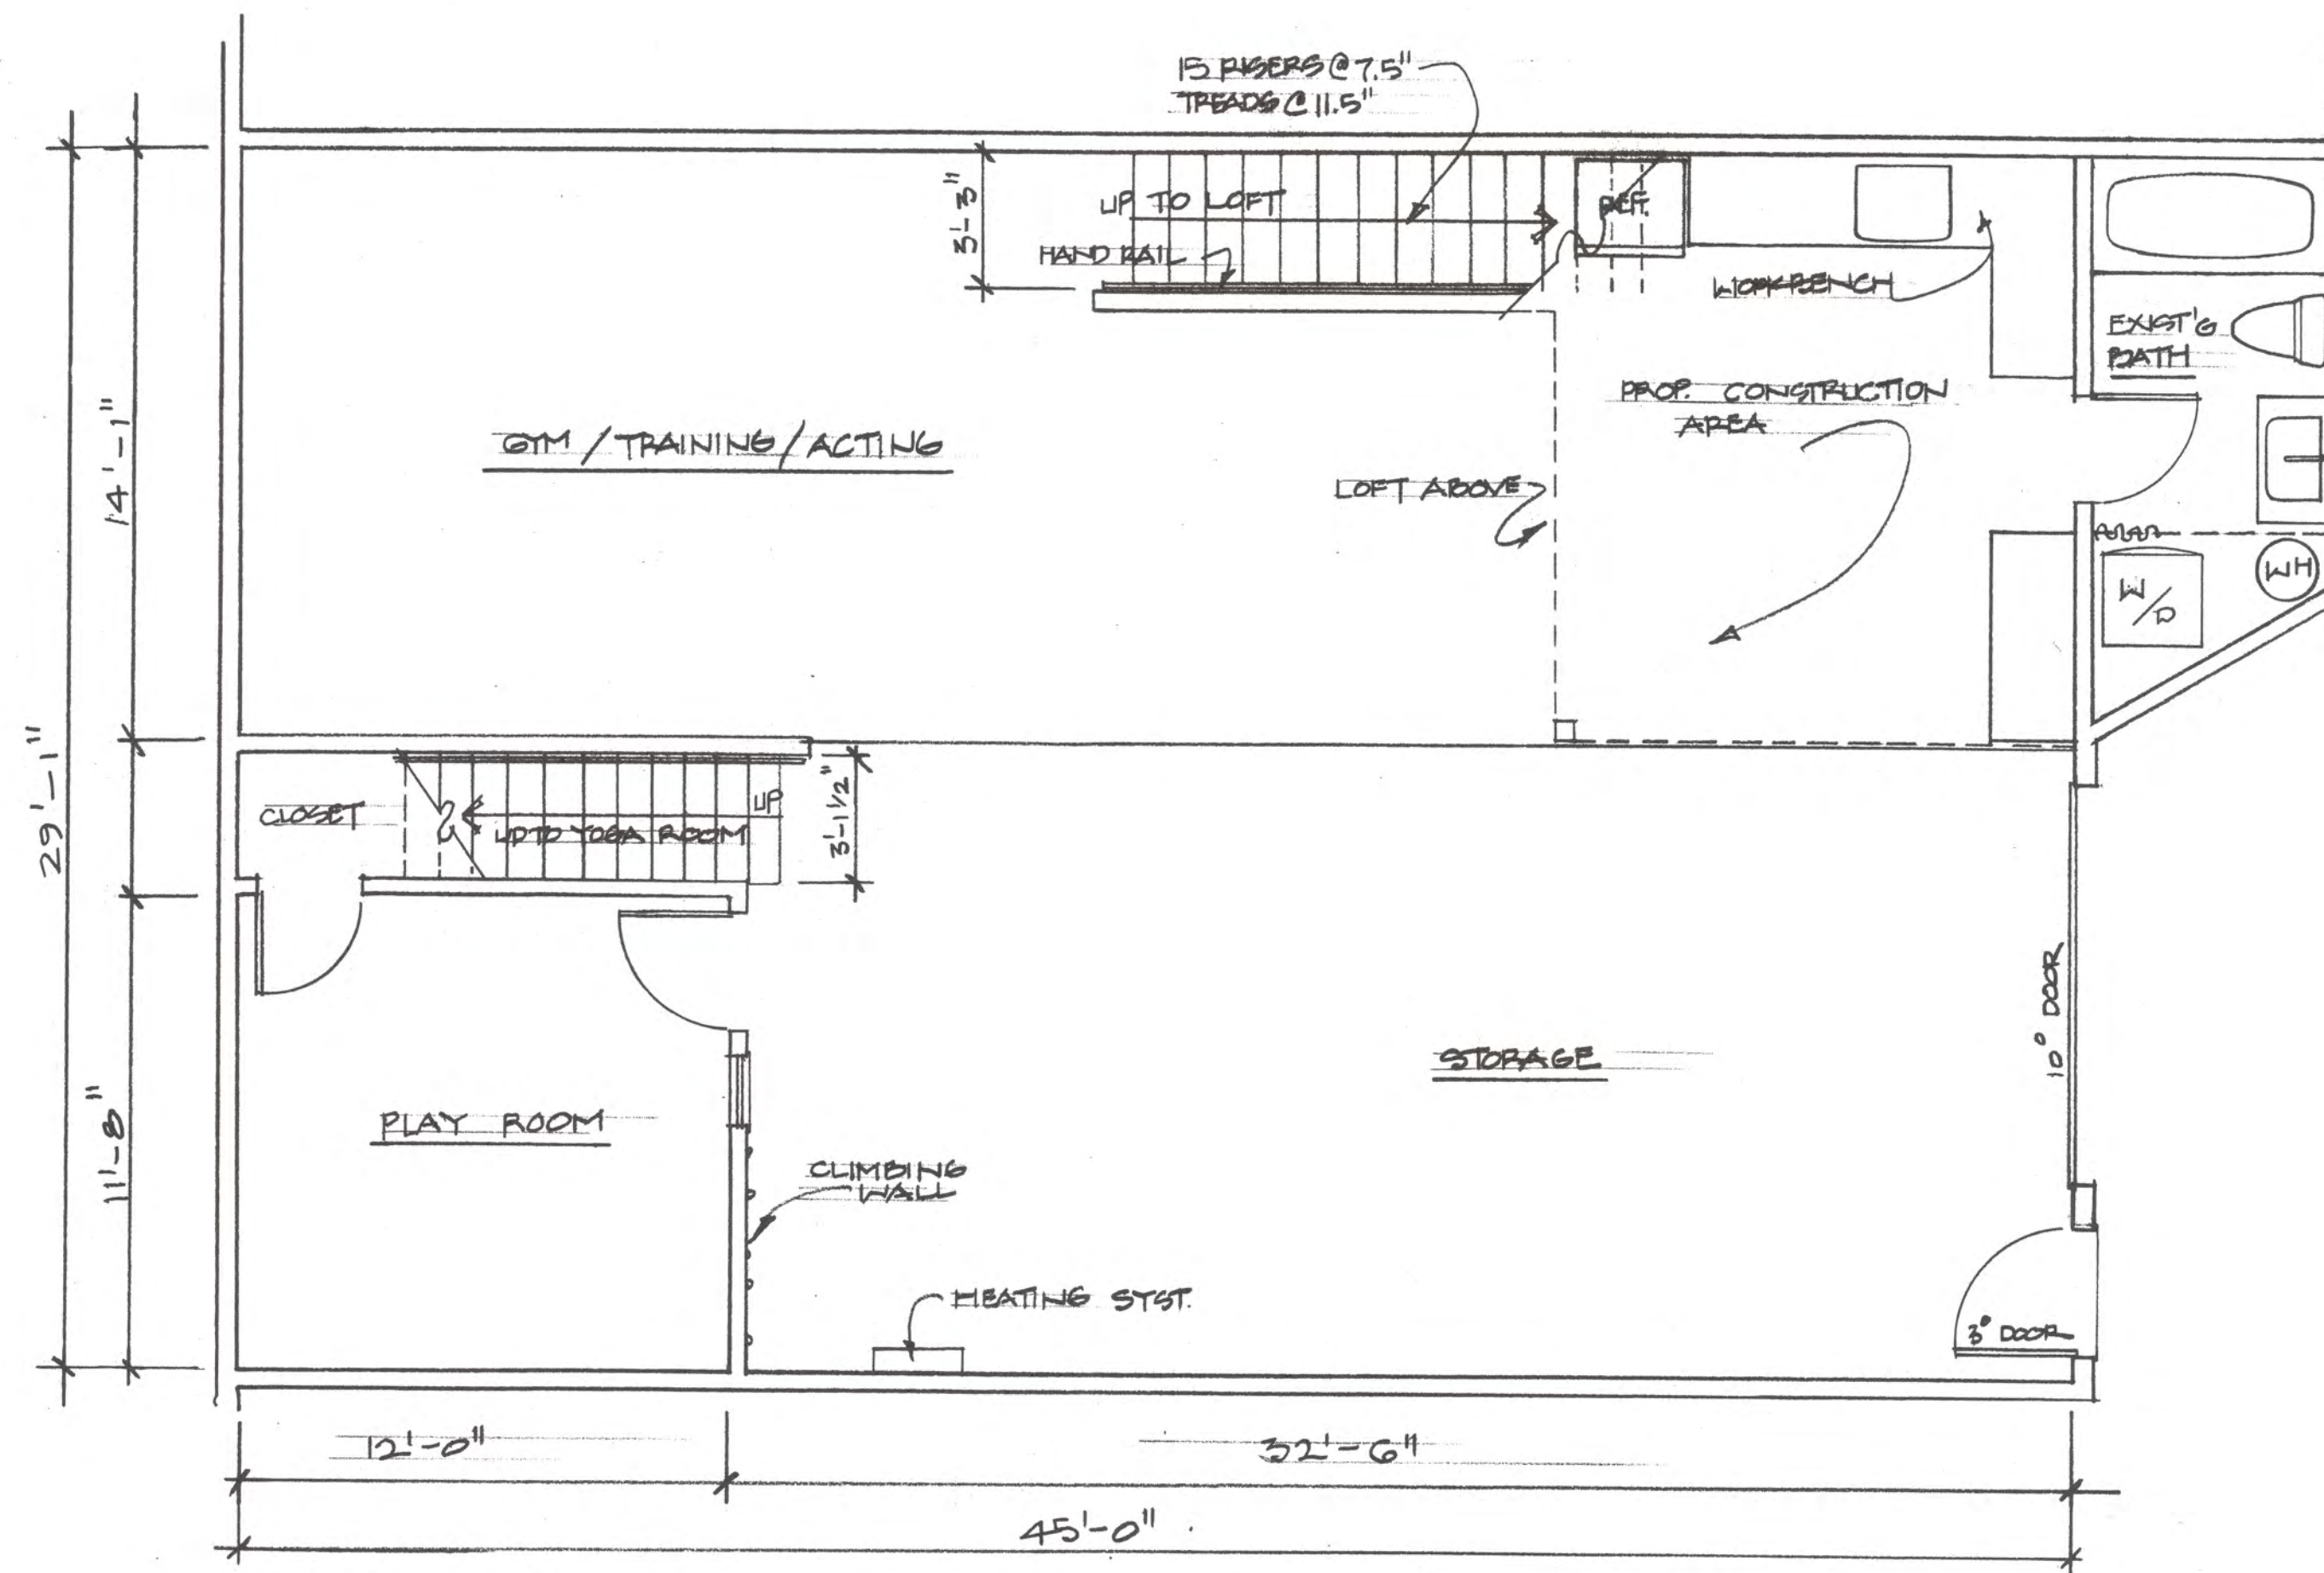 15 RISERS @ 7.5"
TREADS @ 11.5"
UP TO LOFT
REF.
3'-3"
HAND RAIL
WORKBENCH
EXIST'G
BATH
PROP. CONSTRUCTION
AREA
14'-1"
GYM / TRAINING / ACTING
LOFT ABOVE
WH
W/D
29'-1"
CLOSET
UP
UP TO YOGA ROOM
3'-1 1/2"
10° DOOR
STORAGE
11'-8"
PLAY ROOM
CLIMBING
WALL
HEATING SYST.
3° DOOR
12'-0"
32'-6"
45'-0"